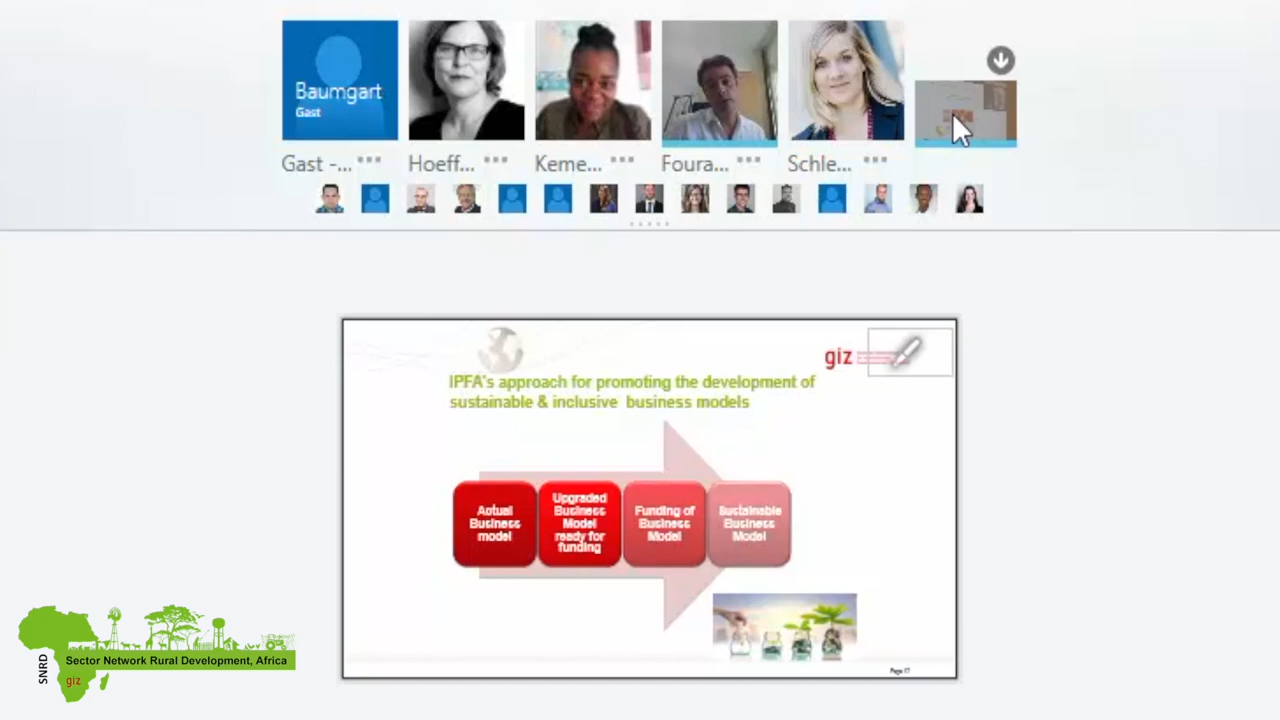 Baumgart
Gast
Gast -...
Hoeff...
Keme...
Foura...
Schle...
giz
IPFA's approach for promoting the development of
sustainable & inclusive business models
Actual
Business
model
Upgraded
Business
Model
ready for
funding
Funding of
Business
Model
Sustainable
Business
Model
Page 17
SNRD
Sector Network Rural Development, Africa
giz